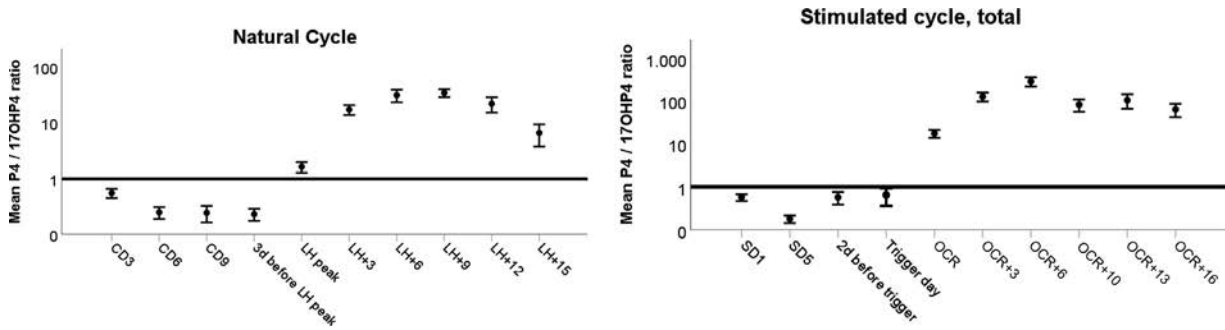 Natural Cycle
Mean P4 / 17OHP4 ratio
100
10
1
0
CD3
CD6
CD9
3d before LH peak
LH peak
LH+3
LH+6
LH+9
LH+12
LH+15
Stimulated cycle, total
Mean P4 / 17OHP4 ratio
1.000
100
10
1
0
SD1
SD5
2d before trigger
Trigger day
OCR
OCR+3
OCR+6
OCR+10
OCR+13
OCR+16